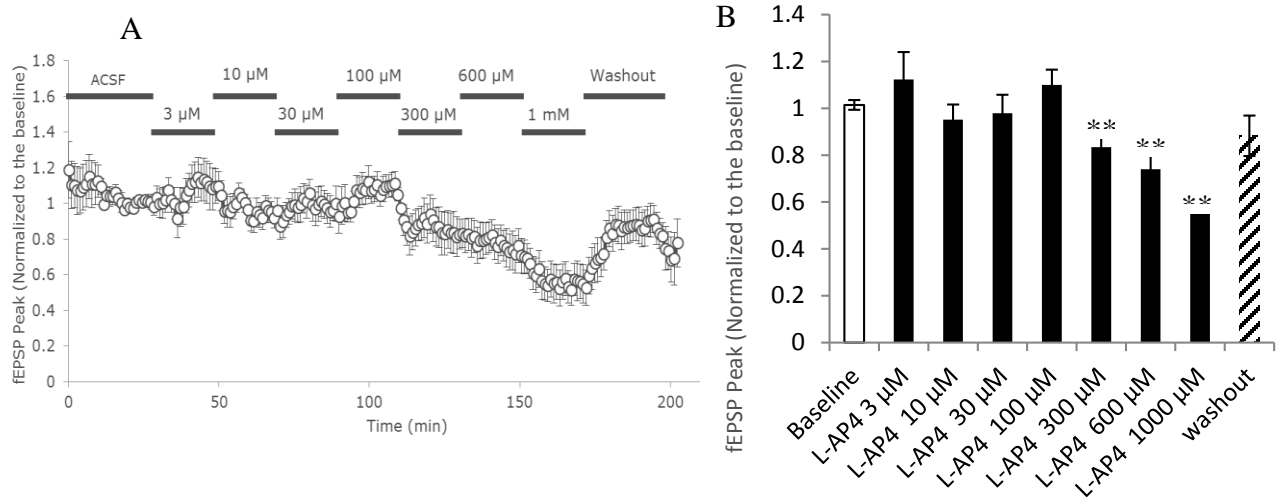 A
fEPSP Peak (Normalized to the baseline)
1.8
1.6
1.4
1.2
1
0.8
0.6
0.4
0.2
0
ACSF
10 µM
100 µM
600 µM
Washout
3 µM
30 µM
300 µM
1 mM
0
50
100
150
200
Time (min)
B
fEPSP Peak (Normalized to the baseline)
1.4
1.2
1
0.8
0.6
0.4
0.2
0
**
**
**
Baseline
L-AP4 3 µM
L-AP4 10 µM
L-AP4 30 µM
L-AP4 100 µM
L-AP4 300 µM
L-AP4 600 µM
L-AP4 1000 µM
washout